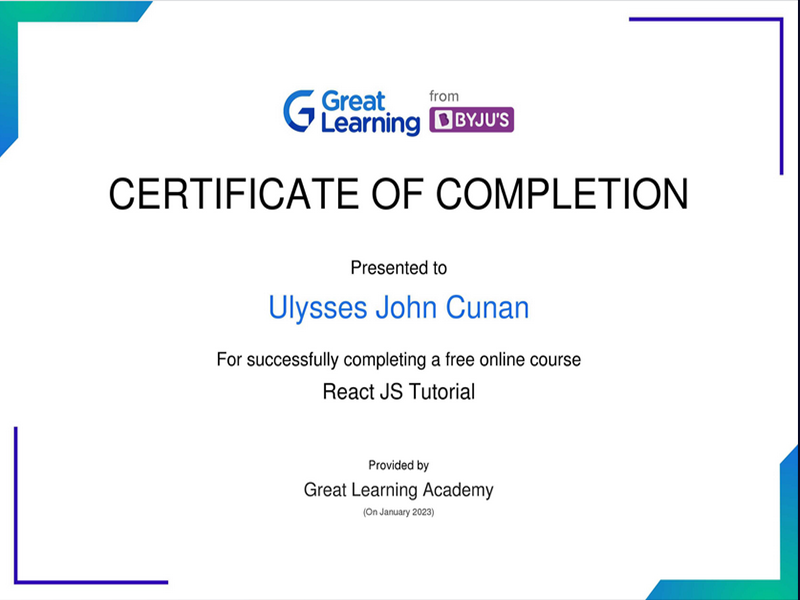 Great Learning
from
BYJU'S
CERTIFICATE OF COMPLETION
Presented to
Ulysses John Cunan
For successfully completing a free online course
React JS Tutorial
Provided by
Great Learning Academy
(On January 2023)